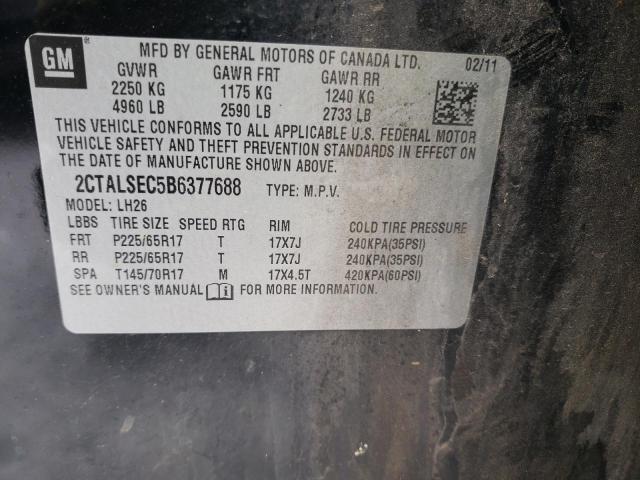 GM ®
MFD BY GENERAL MOTORS OF CANADA LTD. 02/11
GVWR GAWR FRT GAWR RR
2250 KG 1175 KG 1240 KG
4960 LB 2590 LB 2733 LB
THIS VEHICLE CONFORMS TO ALL APPLICABLE U.S. FEDERAL MOTOR
VEHICLE SAFETY AND THEFT PREVENTION STANDARDS IN EFFECT ON
THE DATE OF MANUFACTURE SHOWN ABOVE.
2CTALSEC5B6377688 TYPE: M.P.V.
MODEL: LH26
LBBS TIRE SIZE SPEED RTG RIM COLD TIRE PRESSURE
FRT P225/65R17 T 17X7J 240KPA(35PSI)
RR P225/65R17 T 17X7J 240KPA(35PSI)
SPA T145/70R17 M 17X4.5T 420KPA(60PSI)
SEE OWNER'S MANUAL i FOR MORE INFORMATION.